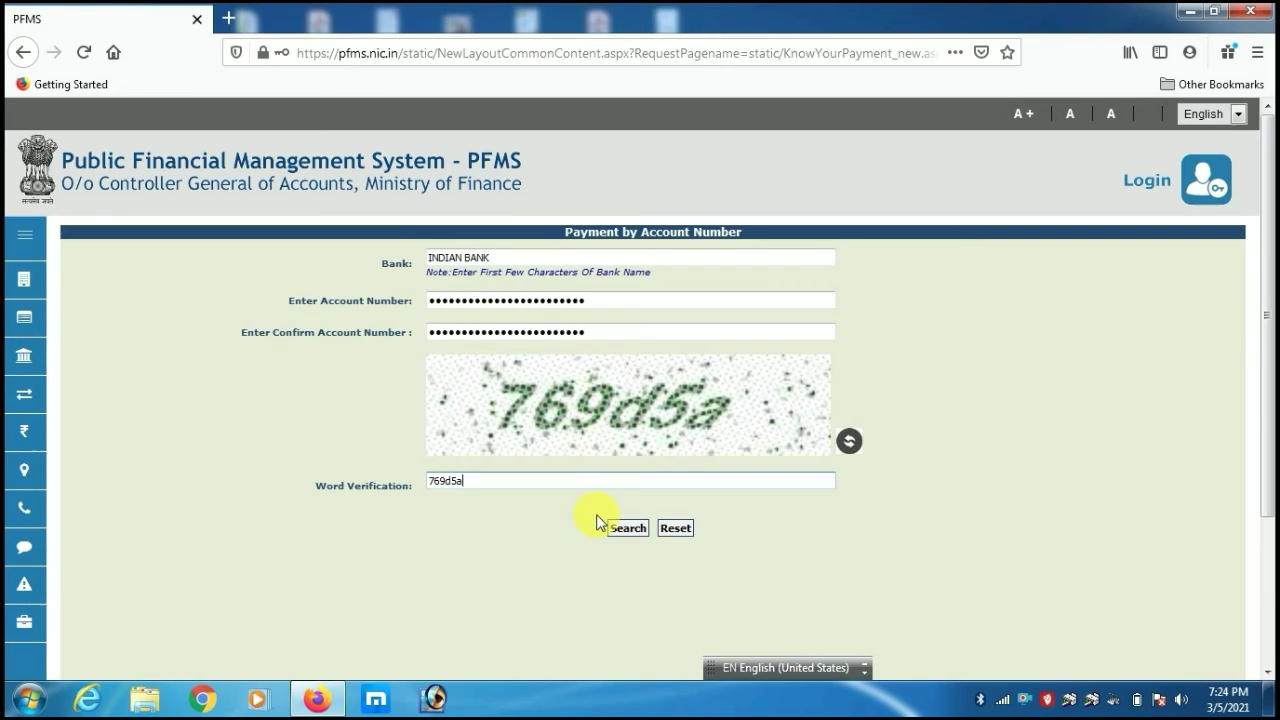 PFMS
https://pfms.nic.in/static/NewLayoutCommonContent.aspx?RequestPagename=static/KnowYourPayment_new.as
Getting Started
Other Bookmarks
A + | A | A
English
Public Financial Management System - PFMS
O/o Controller General of Accounts, Ministry of Finance
सत्यमेव जयते
Login
Payment by Account Number
Bank: INDIAN BANK
Note:Enter First Few Characters Of Bank Name
Enter Account Number:
Enter Confirm Account Number :
769d5a
Word Verification: 769d5a
Search Reset
EN English (United States)
7:24 PM
3/5/2021